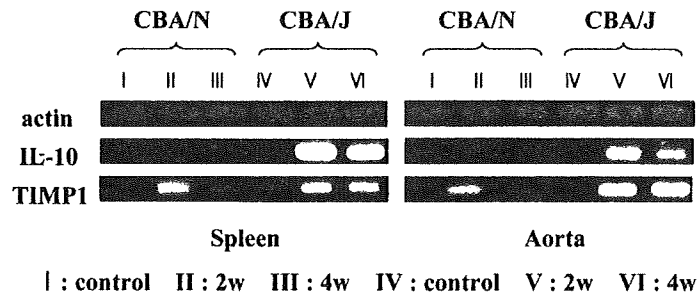 CBA/N CBA/J CBA/N CBA/J
I II III IV V VI I II III IV V VI
actin
IL-10
TIMP1
Spleen Aorta
I : control II : 2w III : 4w IV : control V : 2w VI : 4w